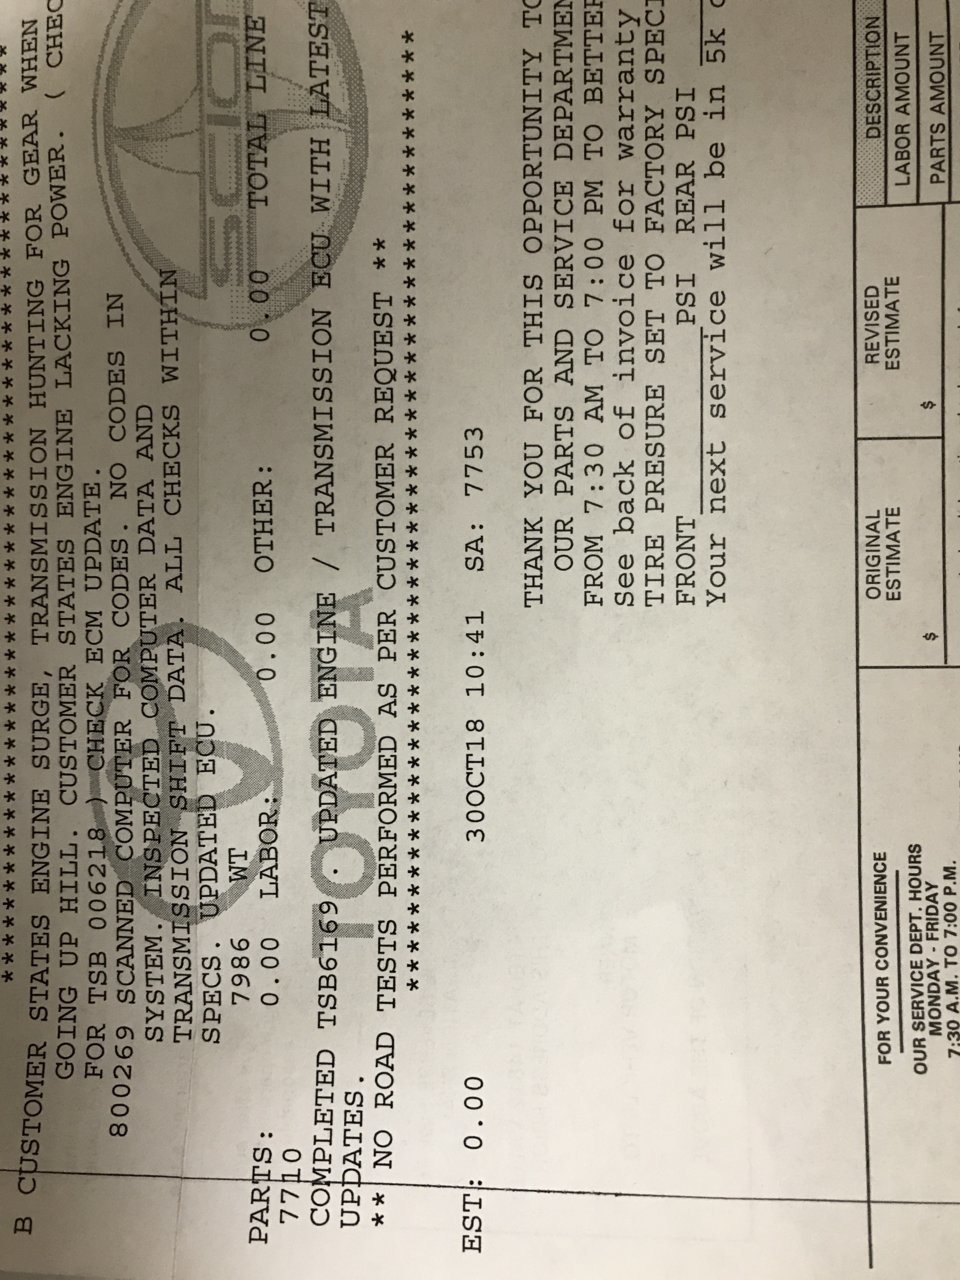 ********************************************************
B CUSTOMER STATES ENGINE SURGE, TRANSMISSION HUNTING FOR GEAR WHEN
GOING UP HILL. CUSTOMER STATES ENGINE LACKING POWER. ( CHEC
FOR TSB 006218 ) CHECK ECM UPDATE.
800269 SCANNED COMPUTER FOR CODES. NO CODES IN
SYSTEM. INSPECTED COMPUTER DATA AND
TRANSMISSION SHIFT DATA. ALL CHECKS WITHIN
SPECS. UPDATED ECU.
7986 WT
PARTS: 0.00 LABOR: 0.00 OTHER: 0.00 TOTAL LINE
7710
COMPLETED TSB6169 . UPDATED ENGINE / TRANSMISSION ECU WITH LATEST
UPDATES.
** NO ROAD TESTS PERFORMED AS PER CUSTOMER REQUEST **
********************************************************
SCION
TOYOTA
EST: 0.00 30OCT18 10:41 SA: 7753
THANK YOU FOR THIS OPPORTUNITY TO
OUR PARTS AND SERVICE DEPARTMEN
FROM 7:30 AM TO 7:00 PM TO BETTER
See back of invoice for warranty
TIRE PRESURE SET TO FACTORY SPECI
FRONT ______ PSI REAR PSI
Your next service will be in 5k
FOR YOUR CONVENIENCE
OUR SERVICE DEPT. HOURS
MONDAY - FRIDAY
7:30 A.M. TO 7:00 P.M.
ORIGINAL
ESTIMATE
$
REVISED
ESTIMATE
$
DESCRIPTION
LABOR AMOUNT
PARTS AMOUNT